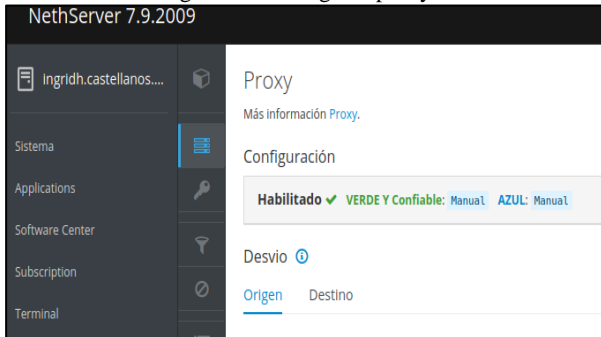 NethServer 7.9.2009
ingridh.castellanos....
Sistema
Applications
Software Center
Subscription
Terminal
Proxy
Más información Proxy.
Configuración
Habilitado ✔ VERDE Y Confiable: Manual AZUL: Manual
Desvio
Origen Destino